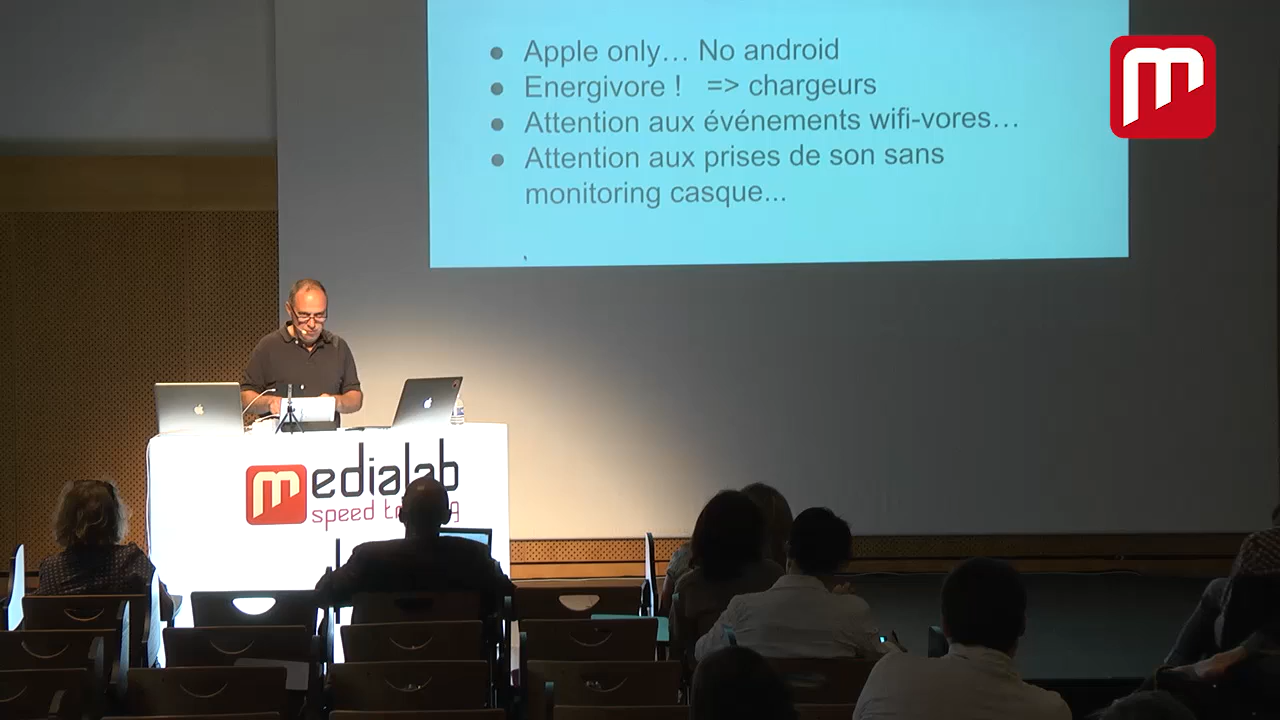 ● Apple only… No android
● Energivore ! => chargeurs
● Attention aux événements wifi-vores…
● Attention aux prises de son sans
monitoring casque...
m
medialab
speed